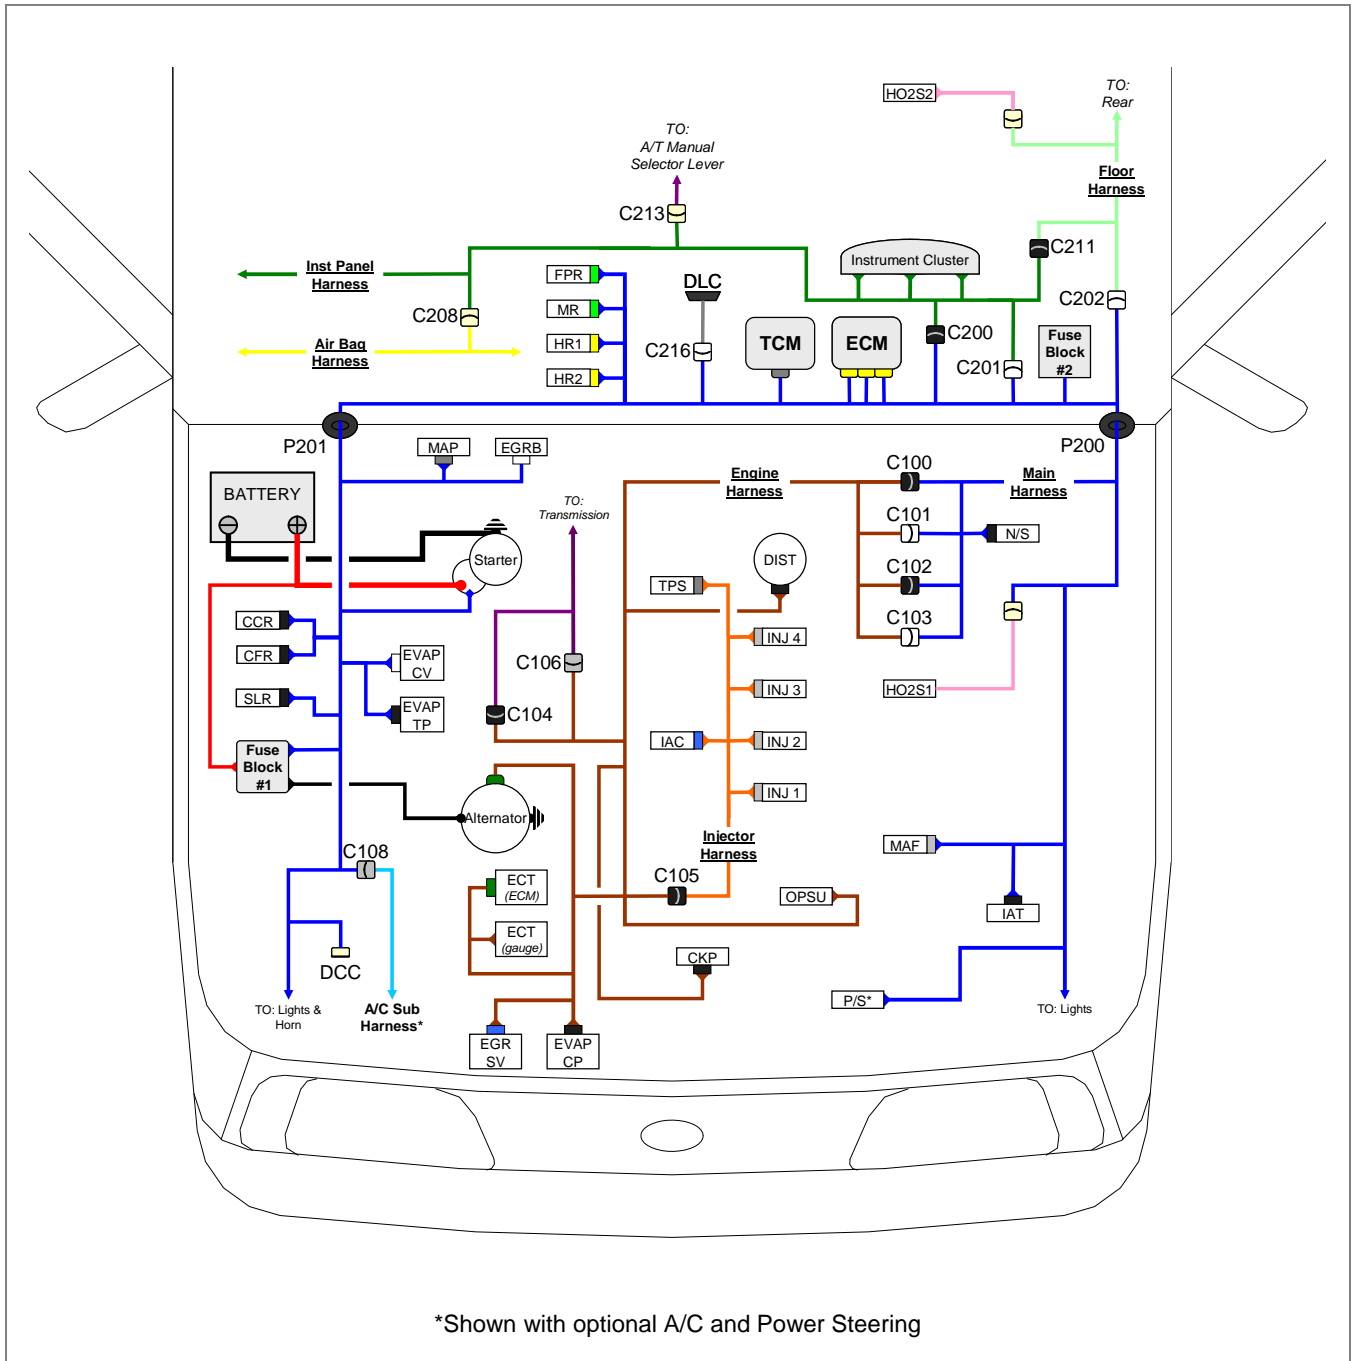 HO2S2
TO:
Rear
TO:
A/T Manual
Selector Lever
Floor
Harness
C213
C211
Inst Panel
Harness
FPR
DLC
Instrument Cluster
C202
MR
C208
C200
Fuse
Block
#2
Air Bag
Harness
HR1
C216
TCM
ECM
C201
HR2
P201
P200
MAP
EGRB
Engine
Harness
C100
Main
Harness
BATTERY
TO:
Transmission
C101
N/S
Starter
DIST
C102
TPS
CCR
C103
INJ 4
CFR
EVAP
CV
C106
SLR
INJ 3
HO2S1
EVAP
TP
C104
IAC
INJ 2
Fuse
Block
#1
INJ 1
Alternator
Injector
Harness
MAF
C108
C105
ECT
(ECM)
OPSU
IAT
ECT
(gauge)
DCC
CKP
P/S*
TO: Lights &
Horn
A/C Sub
Harness*
TO: Lights
EGR
SV
EVAP
CP
*Shown with optional A/C and Power Steering